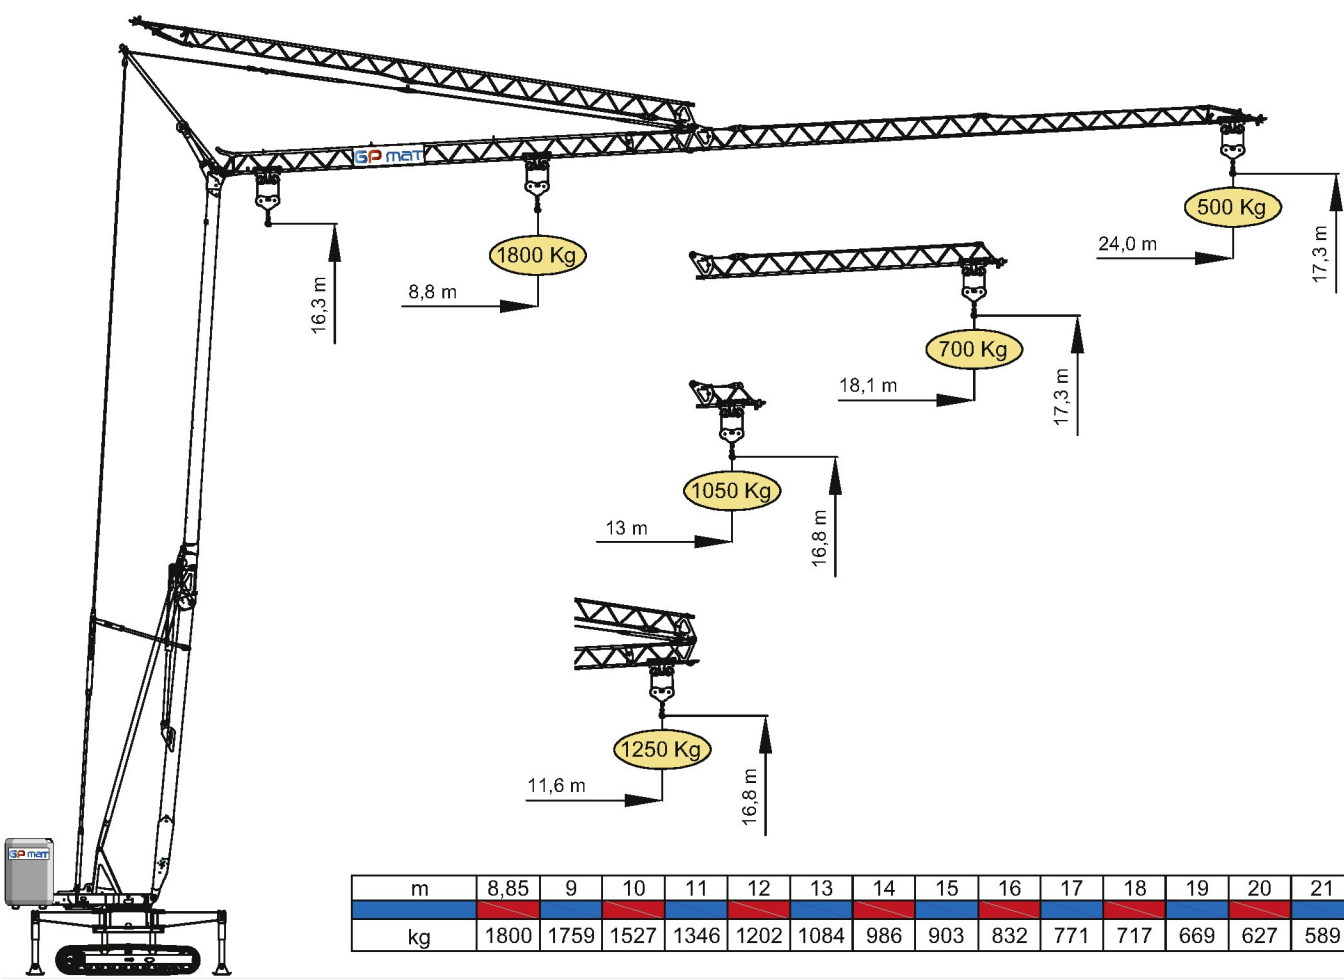 GP maT
500 Kg
1800 Kg
24,0 m
17,3 m
16,3 m
8,8 m
700 Kg
18,1 m
17,3 m
1050 Kg
13 m
16,8 m
1250 Kg
11,6 m
16,8 m
GP maT
m 8,85 9 10 11 12 13 14 15 16 17 18 19 20 21
kg 1800 1759 1527 1346 1202 1084 986 903 832 771 717 669 627 589